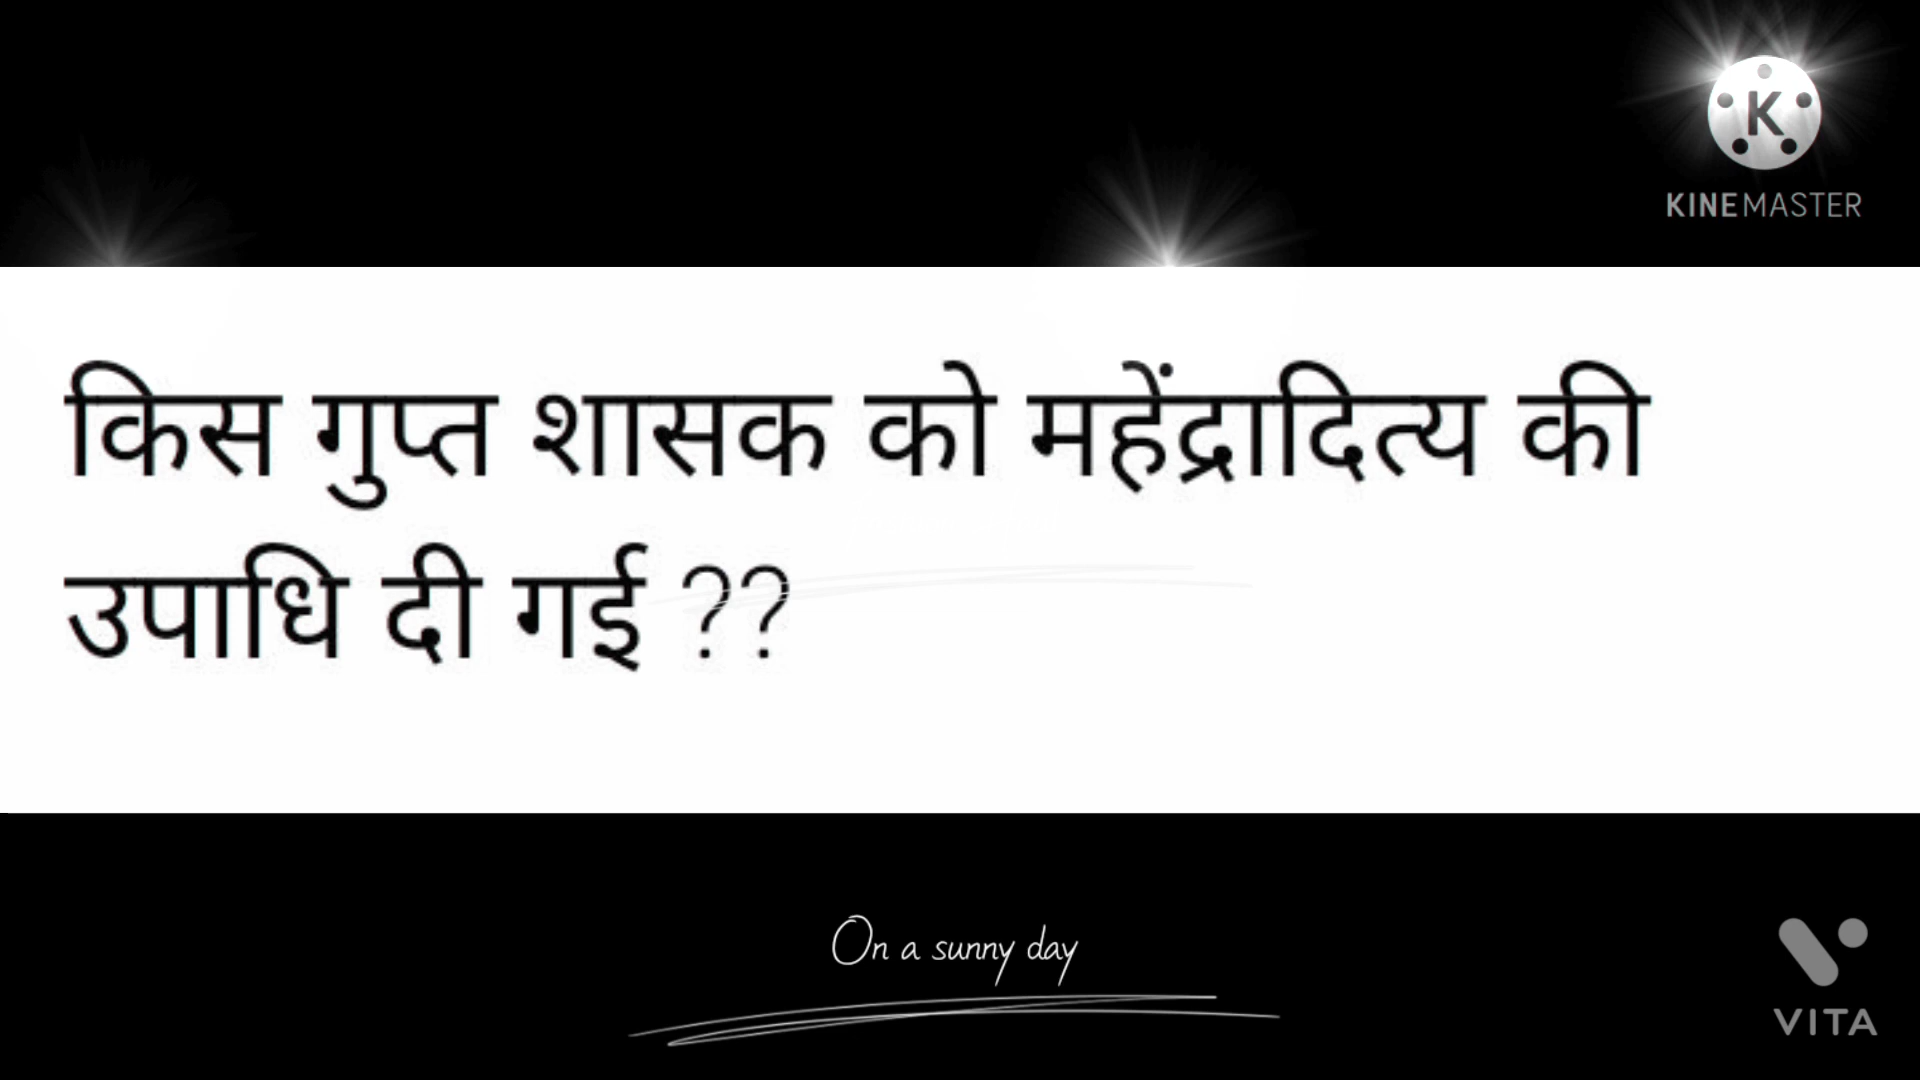 K
KINEMASTER
किस गुप्त शासक को महेंद्रादित्य की
उपाधि दी गई ??
On a sunny day
VITA